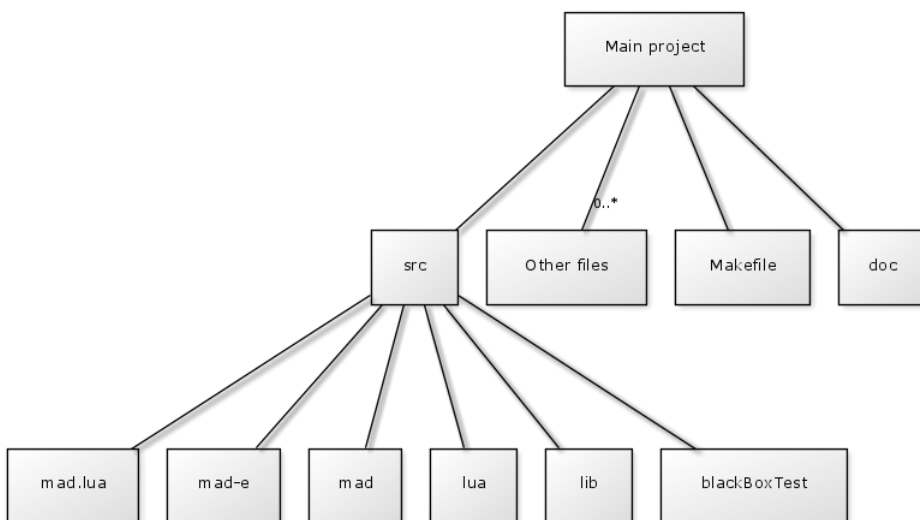 Main project
0..*
src
Other files
Makefile
doc
mad.lua
mad-e
mad
lua
lib
blackBoxTest